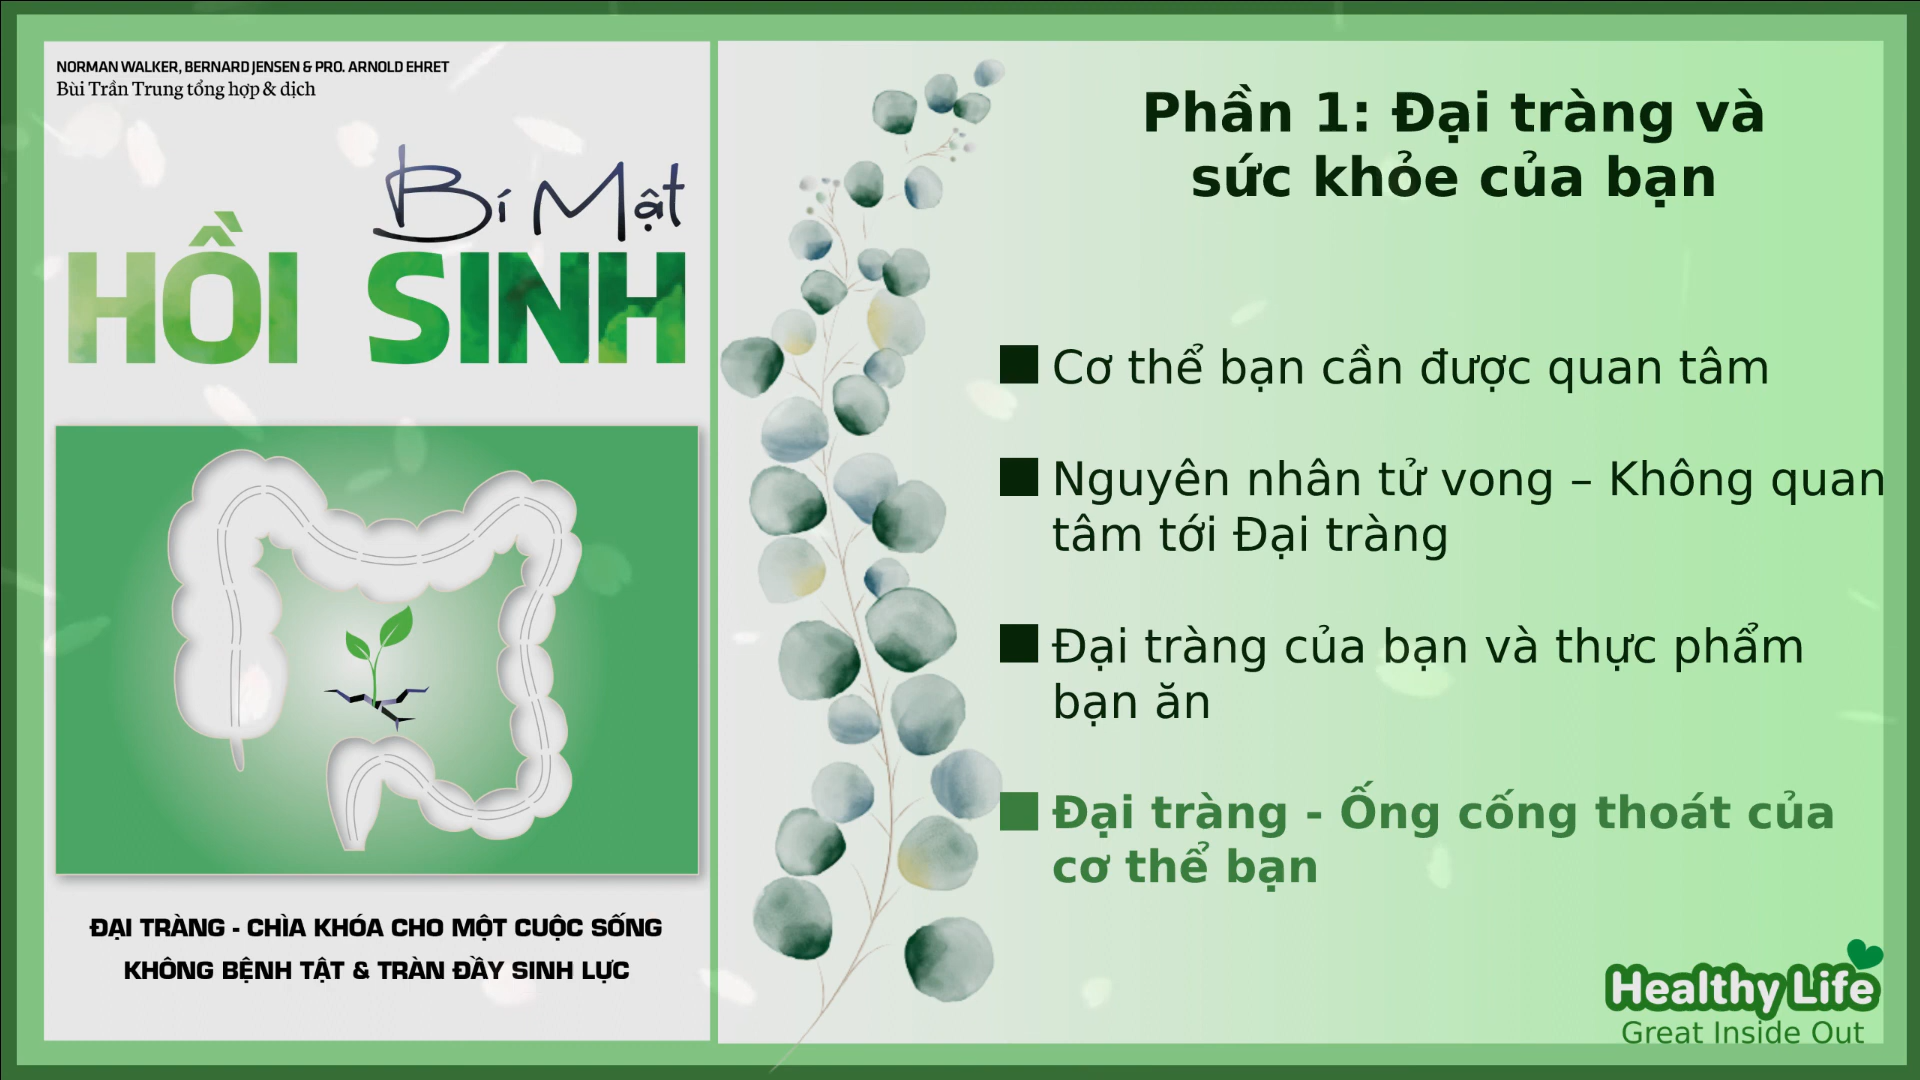 NORMAN WALKER, BERNARD JENSEN & PRO. ARNOLD EHRET
Bùi Trần Trung tổng hợp & dịch
Bí Mật
HỒI SINH
ĐẠI TRÀNG - CHÌA KHÓA CHO MỘT CUỘC SỐNG
KHÔNG BỆNH TẬT & TRÀN ĐẦY SINH LỰC
Phần 1: Đại tràng và
sức khỏe của bạn
Cơ thể bạn cần được quan tâm
Nguyên nhân tử vong – Không quan
tâm tới Đại tràng
Đại tràng của bạn và thực phẩm
bạn ăn
Đại tràng - Ống cống thoát của
cơ thể bạn
Healthy Life
Great Inside Out